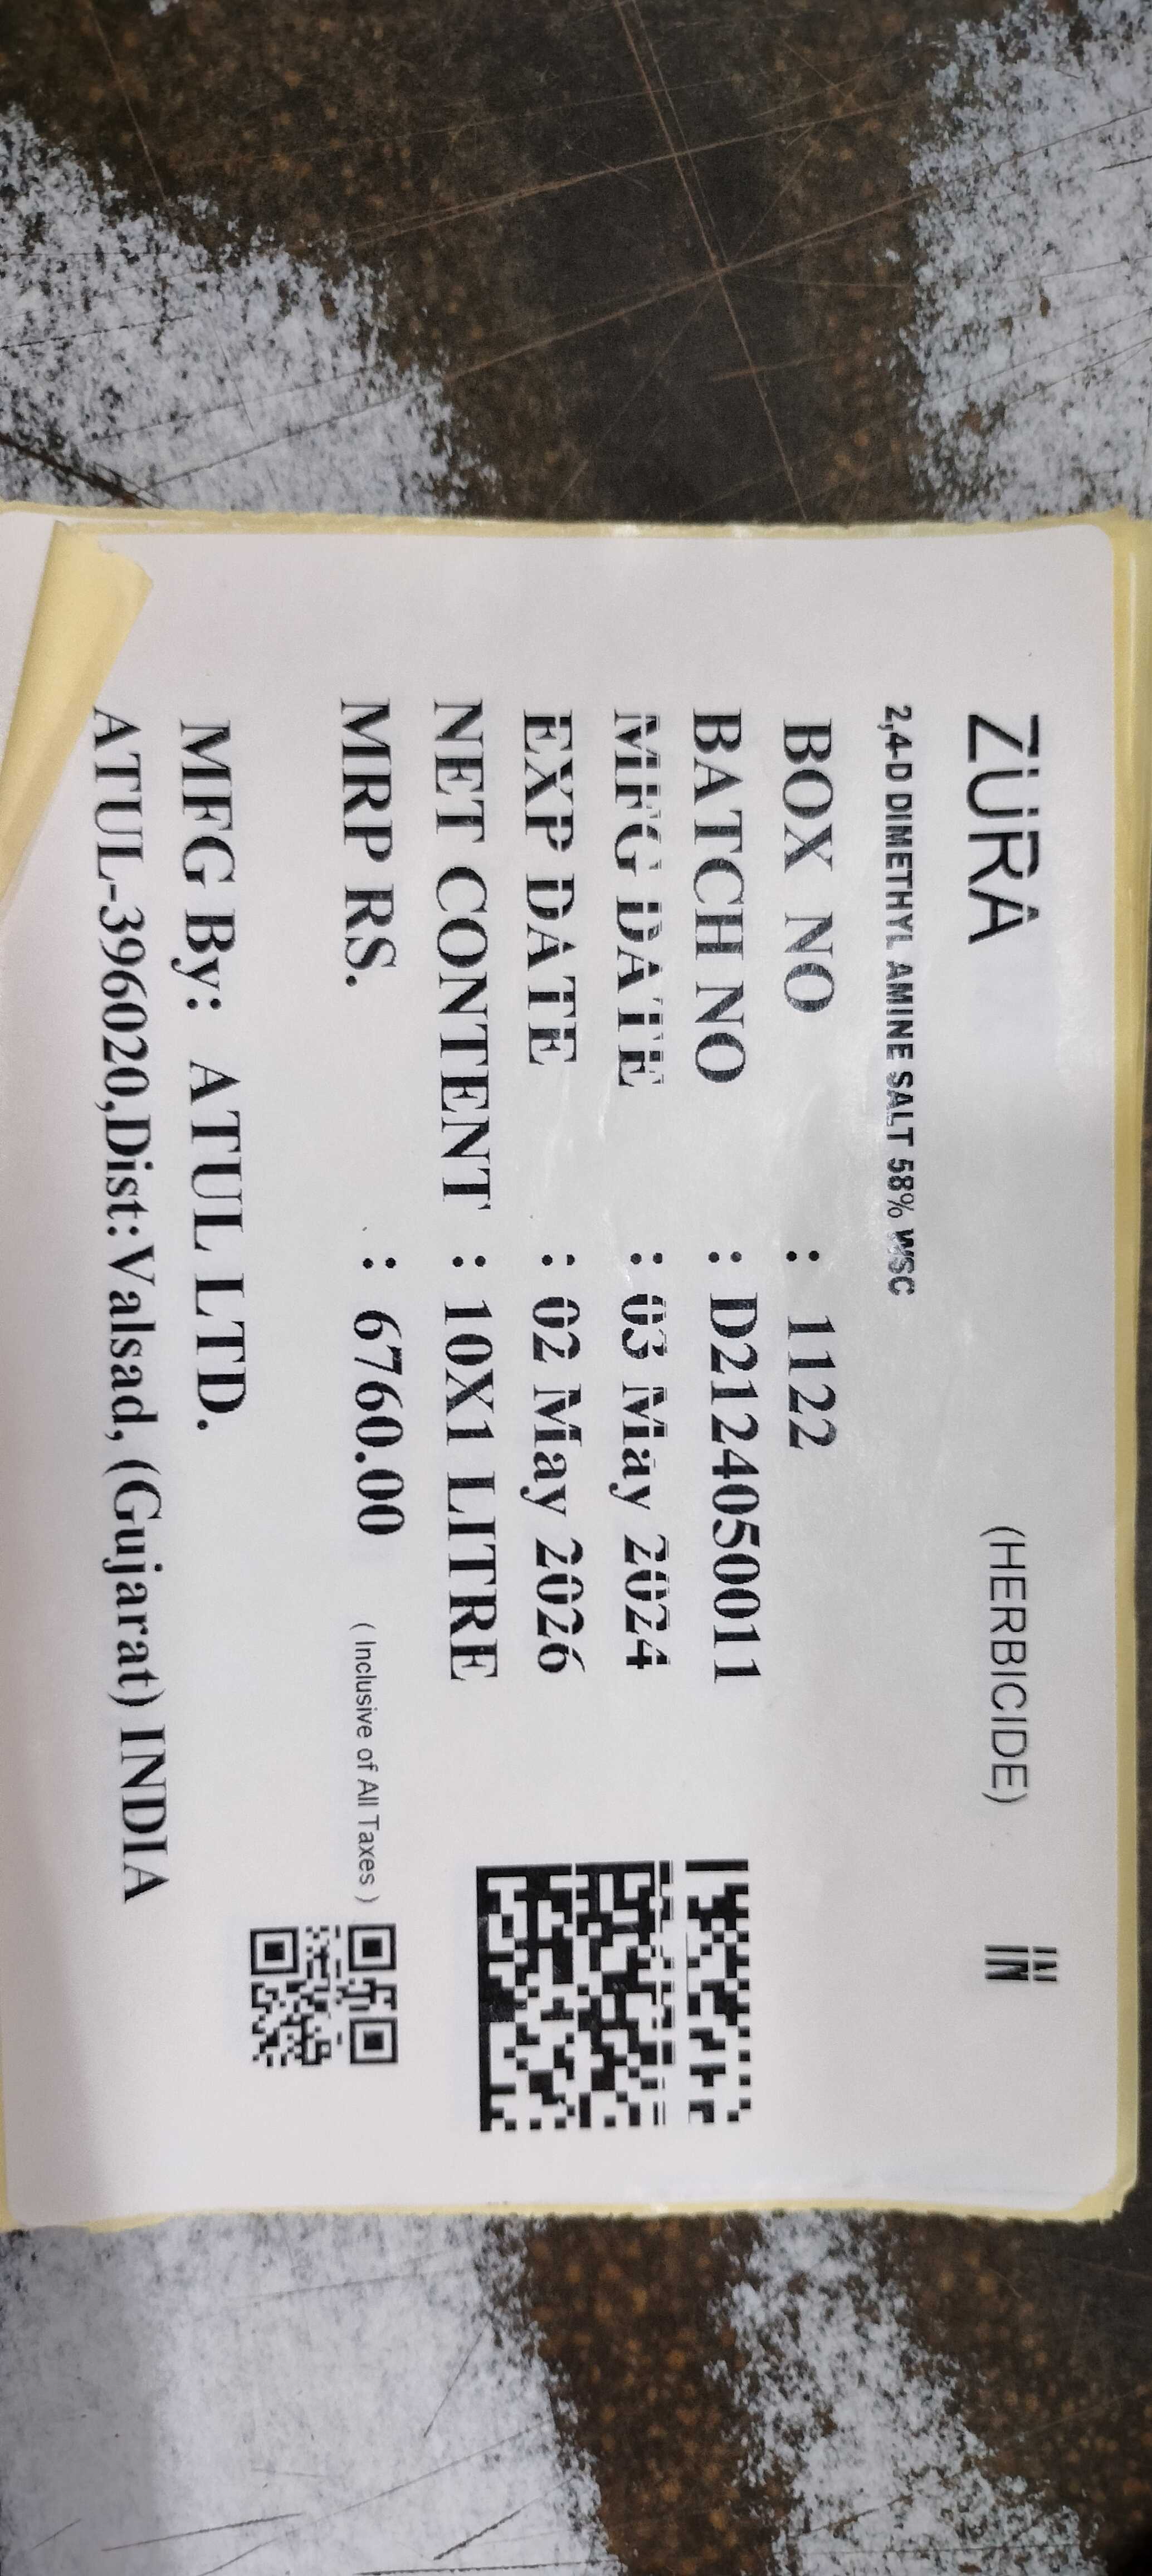 ZURA (HERBICIDE) IN
2,4-D DIMETHYL AMINE SALT 58% WSC
BOX NO : 1122
BATCH NO : D2124050011
MFG DATE : 03 May 2024
EXP DATE : 02 May 2026
NET CONTENT : 10X1 LITRE
MRP RS. : 6760.00 ( Inclusive of All Taxes )
MFG By: ATUL LTD.
ATUL-396020,Dist:Valsad, (Gujarat) INDIA